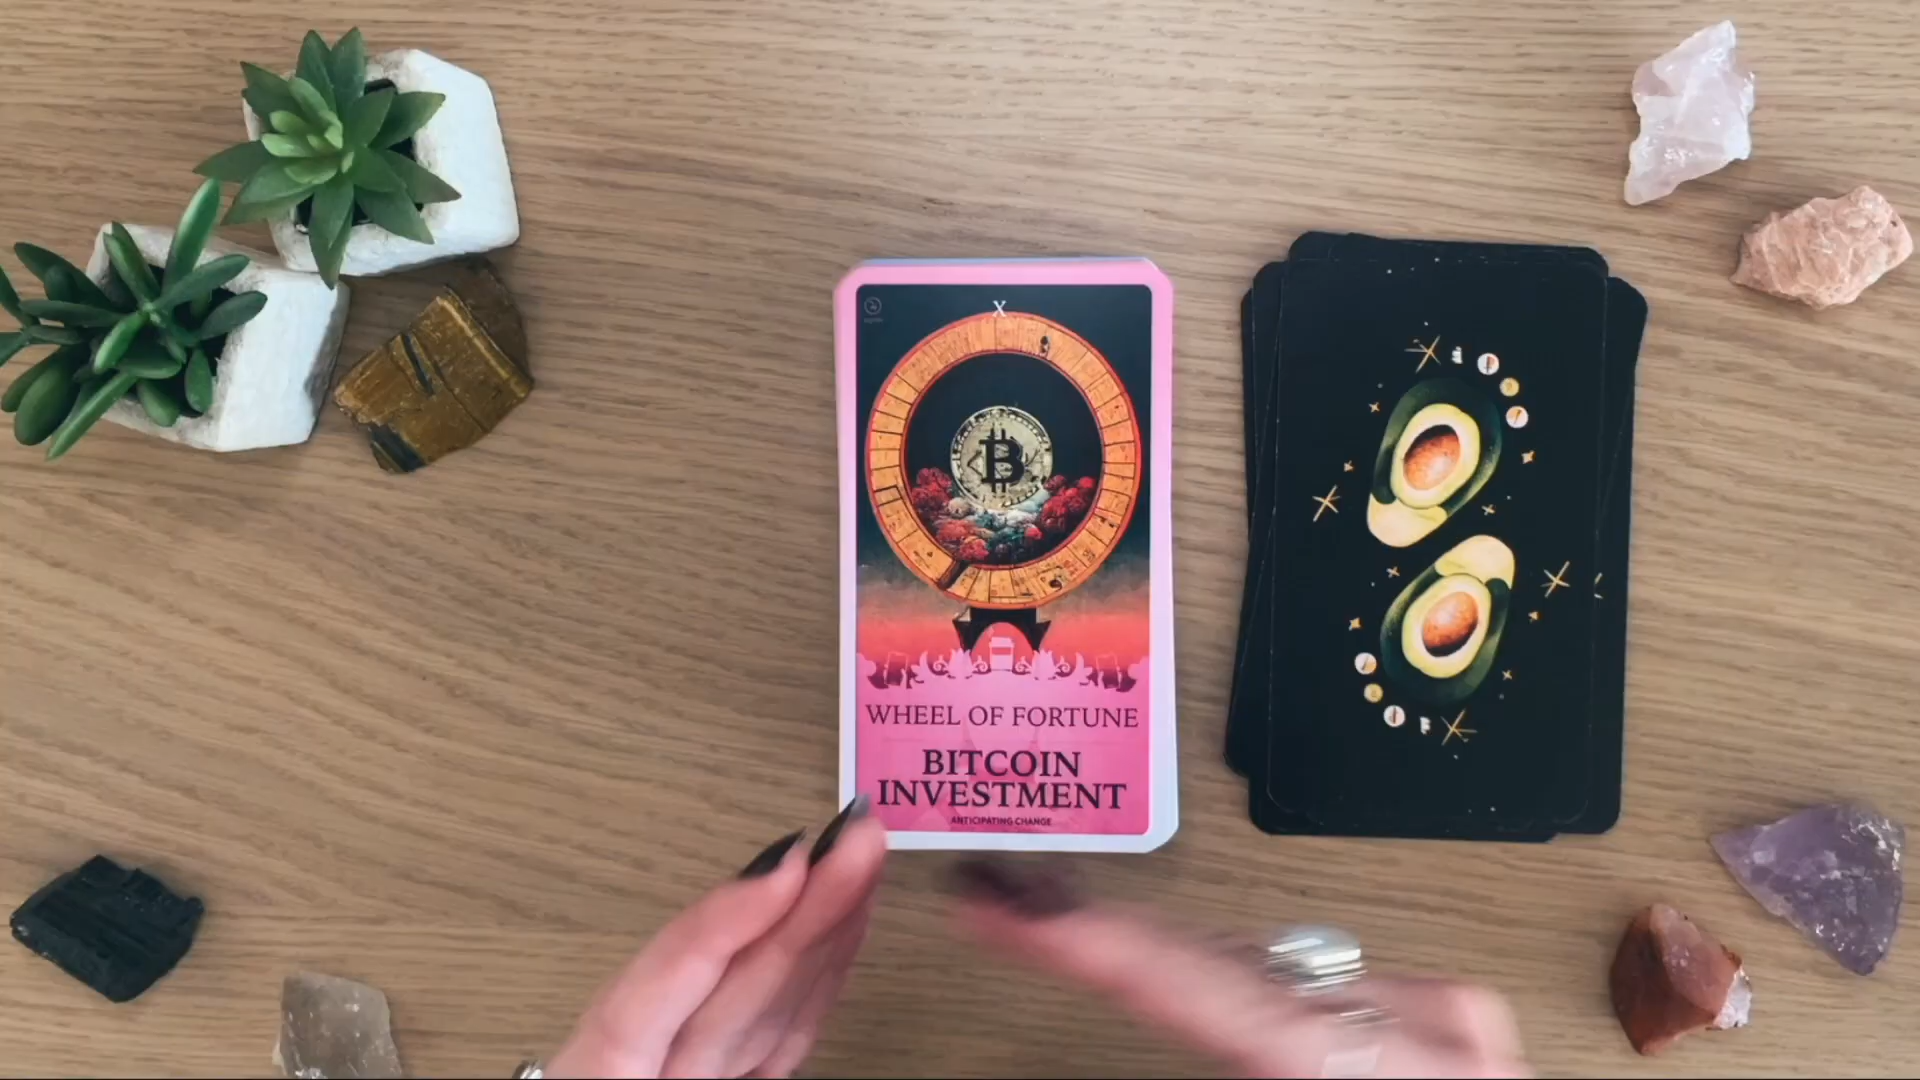 X
WHEEL OF FORTUNE
BITCOIN
INVESTMENT
ANTICIPATING CHANGE